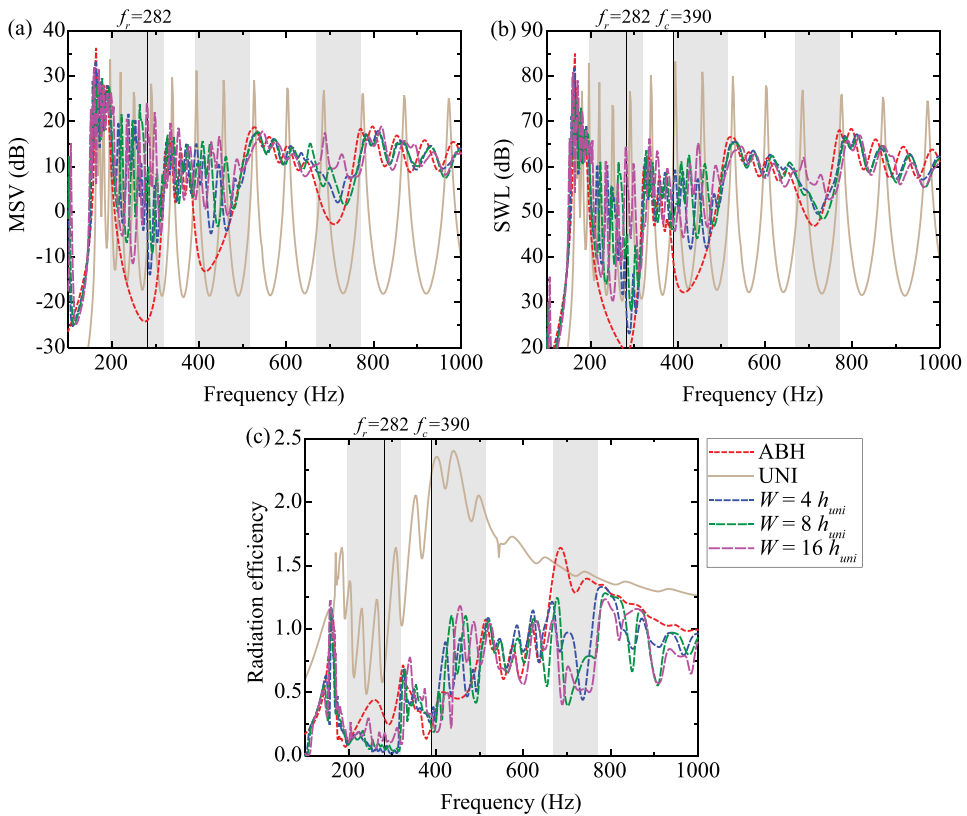 (a)
f_r=282
MSV (dB)
40
30
20
10
0
-10
-20
-30
200
400
600
800
1000
Frequency (Hz)
(b)
f_r=282 f_c=390
SWL (dB)
90
80
70
60
50
40
30
20
200
400
600
800
1000
Frequency (Hz)
(c)
f_r=282 f_c=390
Radiation efficiency
2.5
2.0
1.5
1.0
0.5
0.0
200
400
600
800
1000
Frequency (Hz)
ABH
UNI
W = 4 h_uni
W = 8 h_uni
W = 16 h_uni